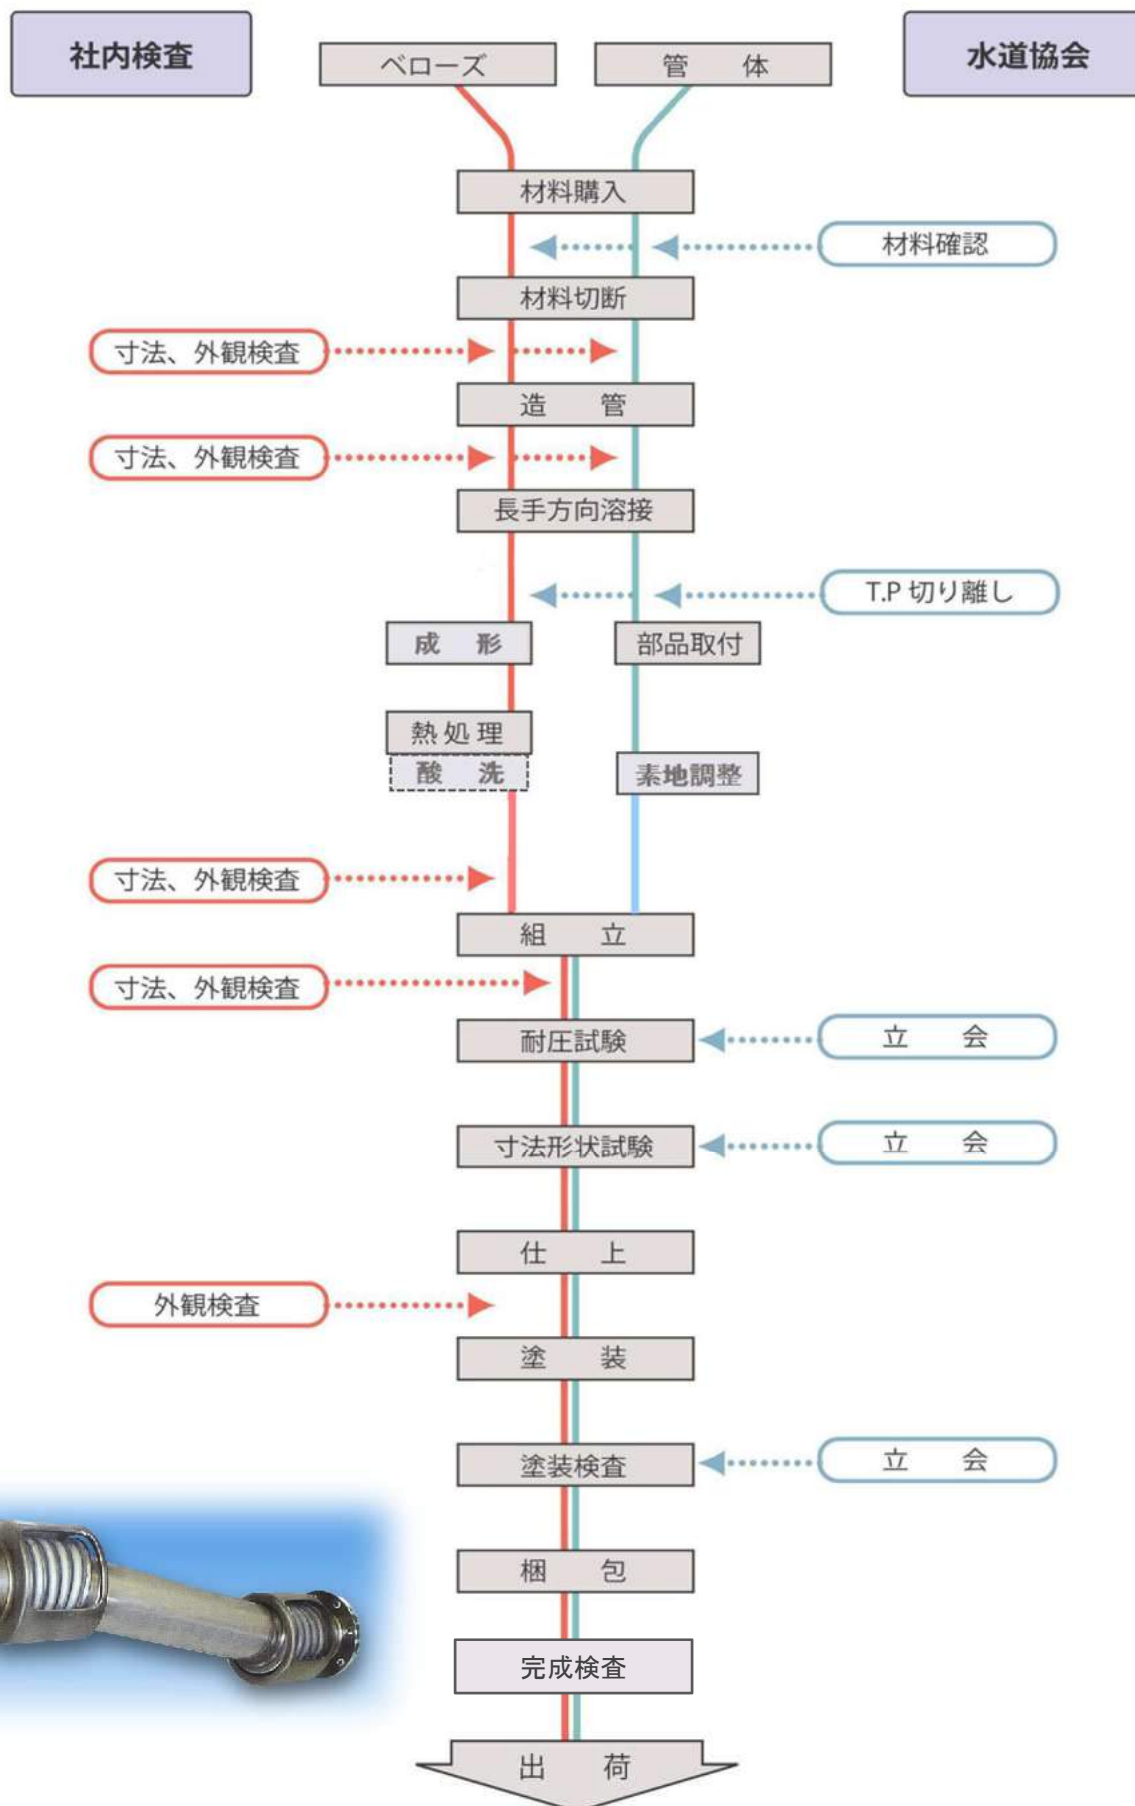 社内検査
ベローズ
管　体
水道協会
材料購入
材料確認
材料切断
寸法、外観検査
造　管
寸法、外観検査
長手方向溶接
T.P 切り離し
成　形
部品取付
熱 処 理
酸　洗
素地調整
寸法、外観検査
組　立
寸法、外観検査
耐圧試験
立　会
寸法形状試験
立　会
仕　上
外観検査
塗　装
塗装検査
立　会
梱　包
完成検査
出　荷